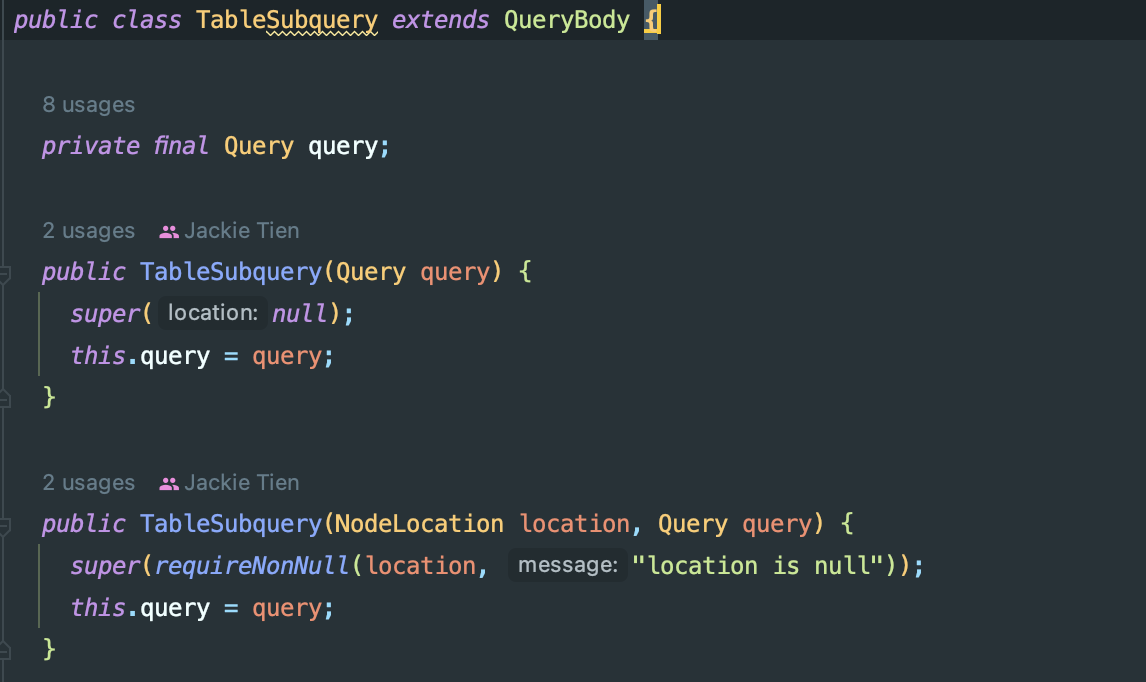 public class TableSubquery extends QueryBody {
8 usages
private final Query query;
2 usages Jackie Tien
public TableSubquery(Query query) {
super( location: null);
this.query = query;
}
2 usages Jackie Tien
public TableSubquery(NodeLocation location, Query query) {
super(requireNonNull(location, message: "location is null"));
this.query = query;
}